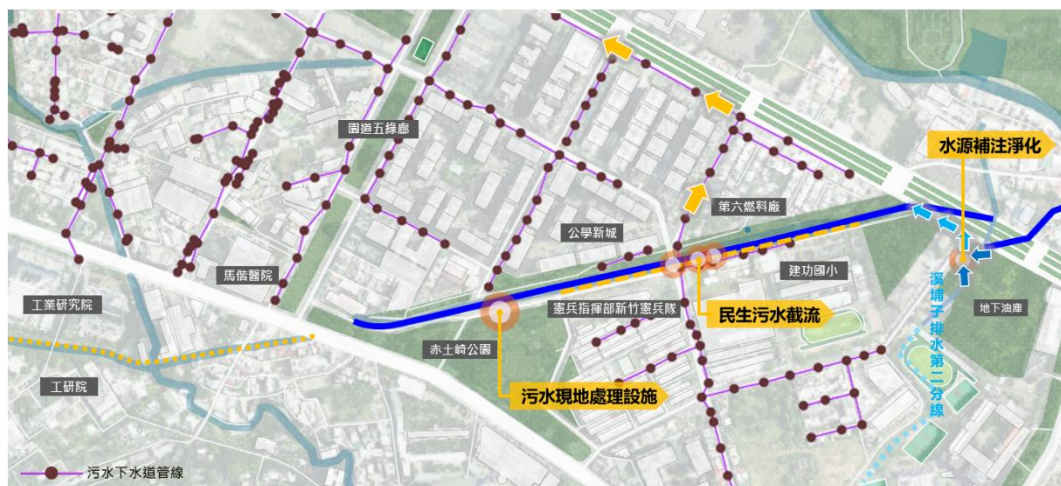 水源補注淨化
園道五綠廊
第六燃料廠
公學新城
馬偕醫院
建功國小
工業研究院
憲兵指揮部新竹憲兵隊
民生污水截流
地下油庫
溪埔子排水第二分線
赤土崎公園
工研院
污水現地處理設施
污水下水道管線